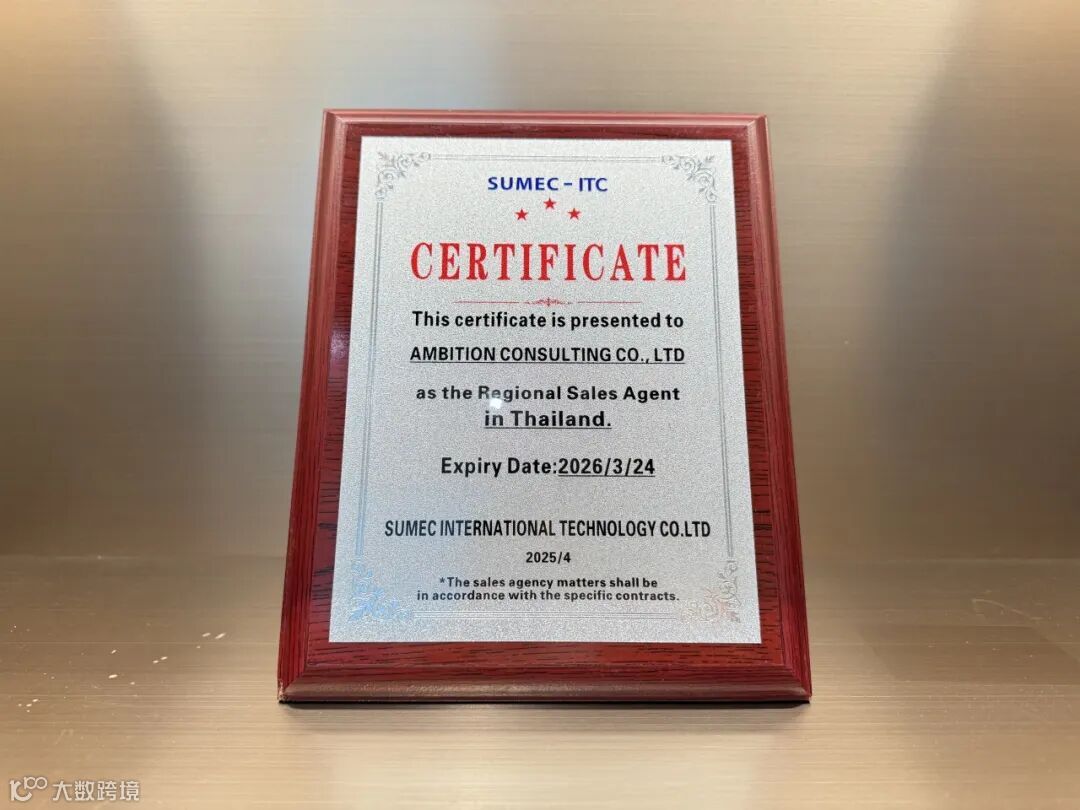 SUMEC-ITC
CERTIFICATE
This certificate is presented to
AMBITION CONSULTING CO., LTD
as the Regional Sales Agent
in Thailand.
Expiry Date:2026/3/24
SUMEC INTERNATIONAL TECHNOLOGY CO.LTD
2025/4
*The sales agency matters shall be
in accordance with the specific contracts.
大数跨境